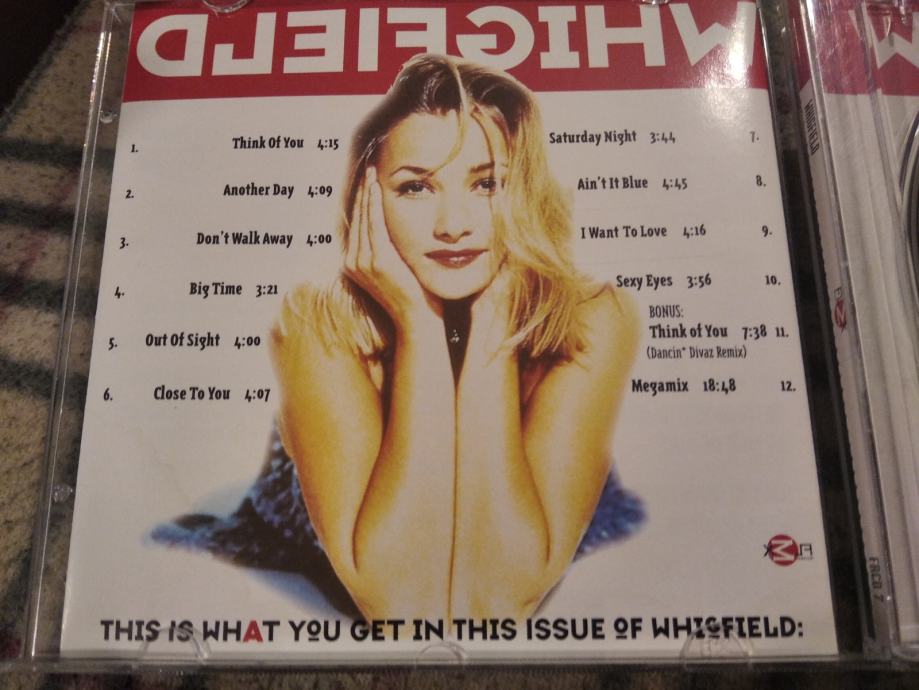 WHIGFIELD
1. Think Of You 4:15
2. Another Day 4:09
3. Don't Walk Away 4:00
4. Big Time 3:21
5. Out Of Sight 4:00
6. Close To You 4:07
Saturday Night 3:44 7.
Ain't It Blue 4:45 8.
I Want To Love 4:16 9.
Sexy Eyes 3:56 10.
BONUS:
Think of You 7:38 11.
(Dancin* Divaz Remix)
Megamix 18:48 12.
THIS IS WHAT YOU GET IN THIS ISSUE OF WHIGFIELD:
WHIGFIELD
FRCD 7